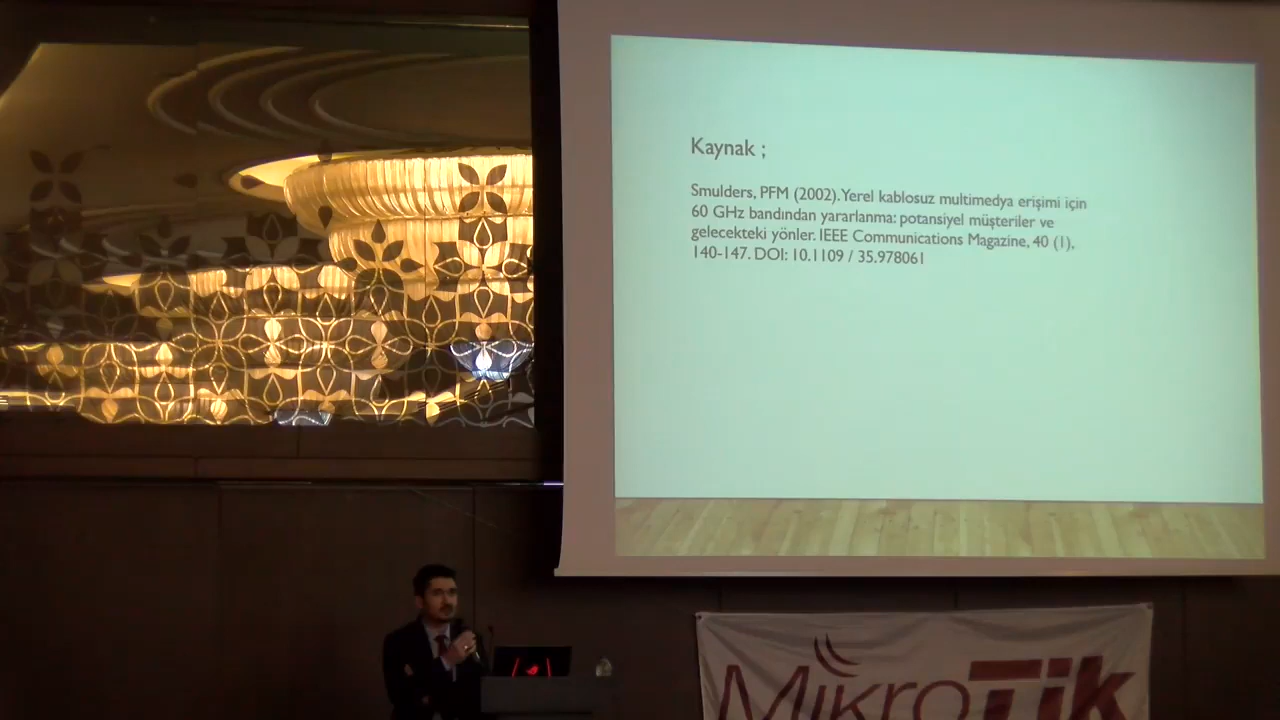 Kaynak ;
Smulders, PFM (2002). Yerel kablosuz multimedya erişimi için
60 GHz bandından yararlanma: potansiyel müşteriler ve
gelecekteki yönler. IEEE Communications Magazine, 40 (1),
140-147. DOI: 10.1109 / 35.978061
MikroTik